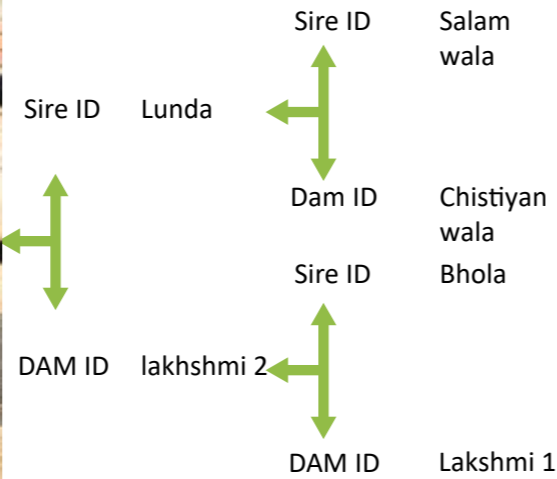 Sire ID Salam
wala
Sire ID Lunda
Dam ID Chistiyan
wala
Sire ID Bhola
DAM ID lakhshmi 2
DAM ID Lakshmi 1